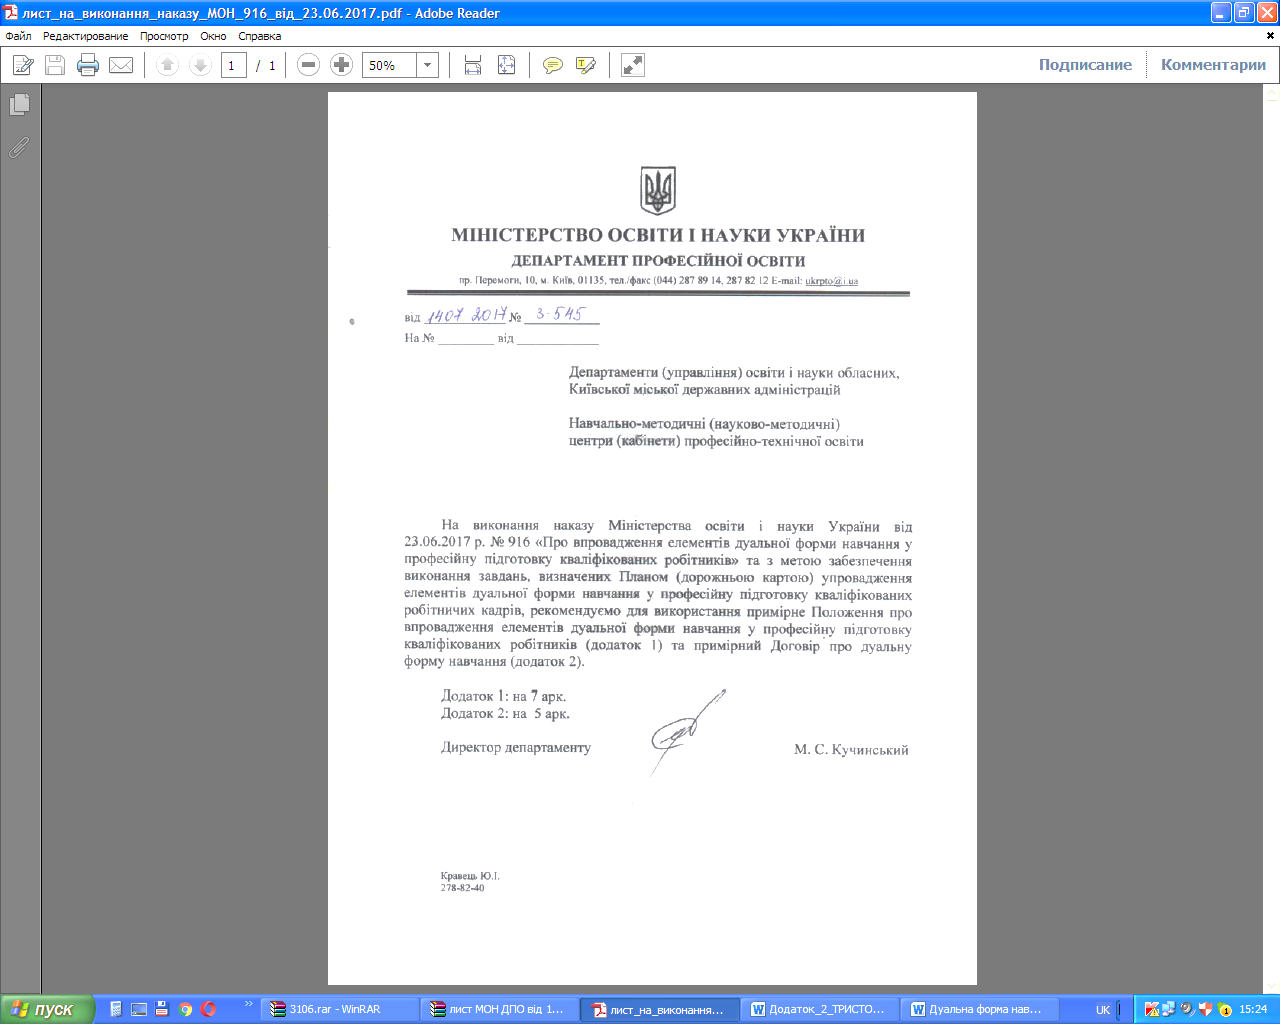 лист_на_виконання_наказу_МОН_916_від_23.06.2017.pdf - Adobe Reader
Файл Редактирование Просмотр Окно Справка
1 / 1 50% Подписание Комментарии
МІНІСТЕРСТВО ОСВІТИ І НАУКИ УКРАЇНИ
ДЕПАРТАМЕНТ ПРОФЕСІЙНОЇ ОСВІТИ
пр. Перемоги, 10, м. Київ, 01135, тел./факс (044) 287 89 14, 287 82 12 E-mail: ukrpto@i.ua
від 1407 2017 № 3-545
На № _________ від _____________
Департаменти (управління) освіти і науки обласних,
Київської міської державних адміністрацій
Навчально-методичні (науково-методичні)
центри (кабінети) професійно-технічної освіти
На виконання наказу Міністерства освіти і науки України від
23.06.2017 р. № 916 «Про впровадження елементів дуальної форми навчання у
професійну підготовку кваліфікованих робітників» та з метою забезпечення
виконання завдань, визначених Планом (дорожньою картою) упровадження
елементів дуальної форми навчання у професійну підготовку кваліфікованих
робітничих кадрів, рекомендуємо для використання примірне Положення про
впровадження елементів дуальної форми навчання у професійну підготовку
кваліфікованих робітників (додаток 1) та примірний Договір про дуальну
форму навчання (додаток 2).
Додаток 1: на 7 арк.
Додаток 2: на 5 арк.
Директор департаменту М. С. Кучинський
Кравець Ю.І.
278-82-40
пуск 3106.rar - WinRAR лист МОН ДПО від 1... лист_на_виконання... Додаток_2_ТРИСТО... Дуальна форма нав... UK 15:24